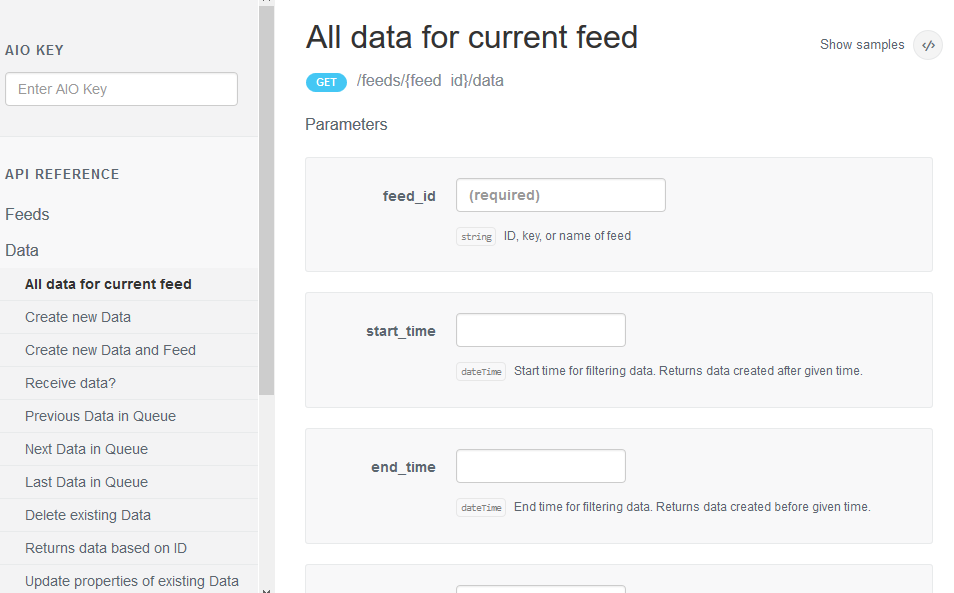 AIO KEY
Enter AIO Key
API REFERENCE
Feeds
Data
All data for current feed
Create new Data
Create new Data and Feed
Receive data?
Previous Data in Queue
Next Data in Queue
Last Data in Queue
Delete existing Data
Returns data based on ID
Update properties of existing Data
All data for current feed
Show samples </>
GET /feeds/{feed_id}/data
Parameters
feed_id (required)
string ID, key, or name of feed
start_time
dateTime Start time for filtering data. Returns data created after given time.
end_time
dateTime End time for filtering data. Returns data created before given time.